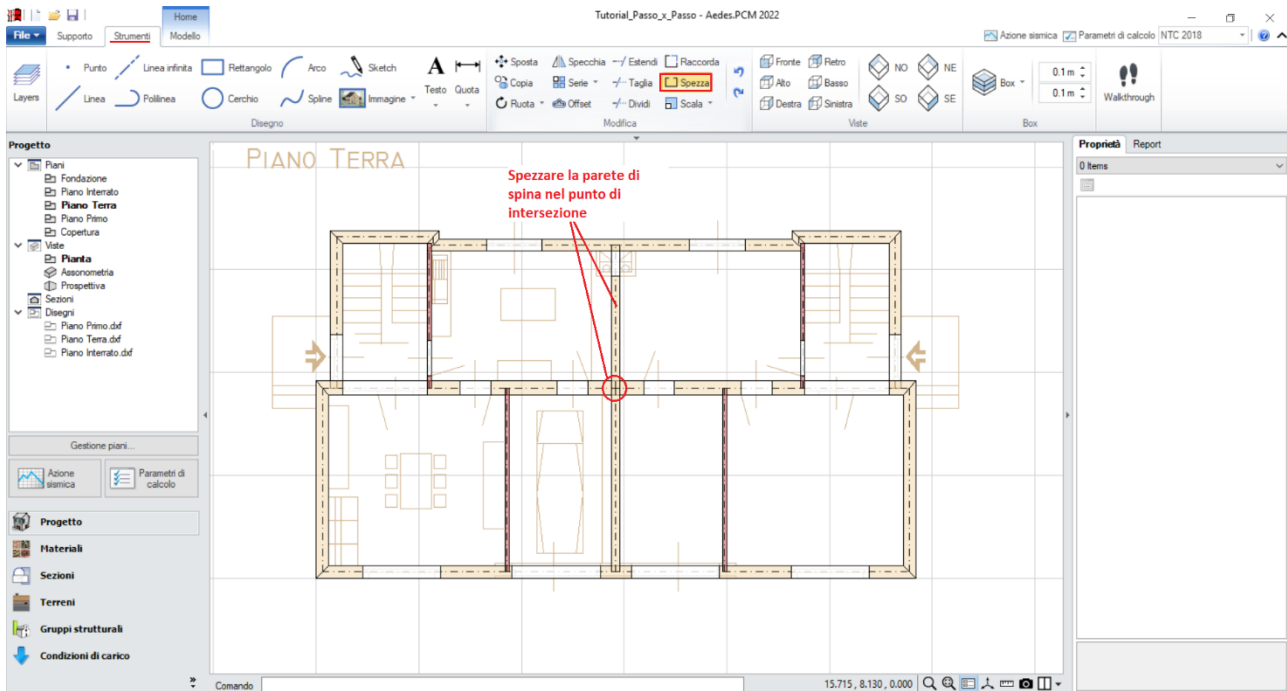 Tutorial_Passo_x_Passo - Aedes.PCM 2022
Home
File Supporto Strumenti Modello
Azione sismica Parametri di calcolo NTC 2018
Layers
Punto Linea infinita Rettangolo Arco Sketch
Linea Polilinea Cerchio Spline Immagine
Disegno
Testo Quota
Sposta Specchia Estendi Raccorda
Copia Serie Taglia Spezza
Ruota Offset Dividi Scala
Modifica
Fronte Retro NO NE
Alto Basso
Destra Sinistra SO SE
Viste
Box 0.1 m
0.1 m
Box
Walkthrough
Progetto
Piani
Fondazione
Piano Interrato
Piano Terra
Piano Primo
Copertura
Viste
Pianta
Assonometria
Prospettiva
Sezioni
Disegni
Piano Primo.dxf
Piano Terra.dxf
Piano Interrato.dxf
Gestione piani...
Azione sismica
Parametri di calcolo
Progetto
Materiali
Sezioni
Terreni
Gruppi strutturali
Condizioni di carico
PIANO TERRA
Spezzare la parete di
spina nel punto di
intersezione
Proprietà Report
0 Items
Comando
15.715 , 8.130 , 0.000